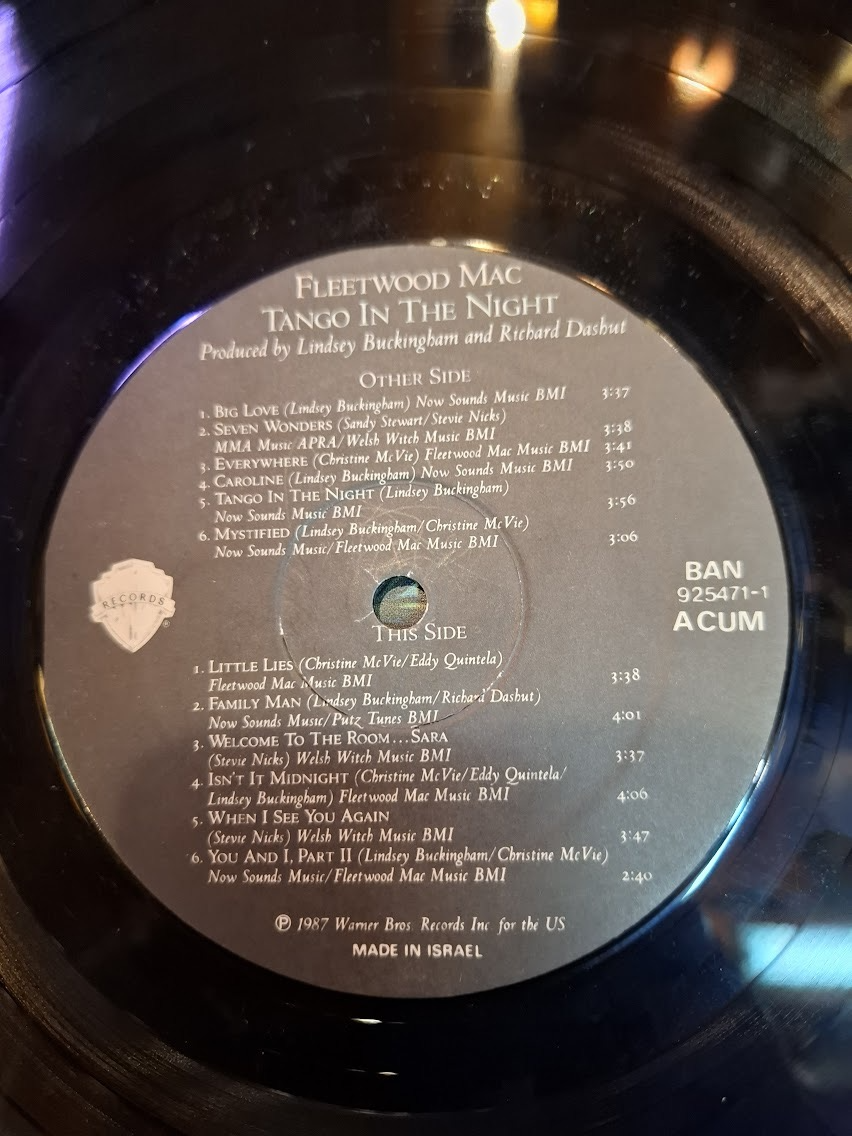 FLEETWOOD MAC
TANGO IN THE NIGHT
Produced by Lindsey Buckingham and Richard Dashut
OTHER SIDE
1. BIG LOVE (Lindsey Buckingham) Now Sounds Music BMI 3:37
2. SEVEN WONDERS (Sandy Stewart/Stevie Nicks)
MMA Music APRA/Welsh Witch Music BMI 3:38
3. EVERYWHERE (Christine McVie) Fleetwood Mac Music BMI 3:41
4. CAROLINE (Lindsey Buckingham) Now Sounds Music BMI 3:50
5. TANGO IN THE NIGHT (Lindsey Buckingham)
Now Sounds Music BMI 3:56
6. MYSTIFIED (Lindsey Buckingham/Christine McVie)
Now Sounds Music/Fleetwood Mac Music BMI 3:06
RECORDS
®
BAN
925471-1
ACUM
THIS SIDE
1. LITTLE LIES (Christine McVie/Eddy Quintela)
Fleetwood Mac Music BMI 3:38
2. FAMILY MAN (Lindsey Buckingham/Richard Dashut)
Now Sounds Music/Putz Tunes BMI 4:01
3. WELCOME TO THE ROOM...SARA
(Stevie Nicks) Welsh Witch Music BMI 3:37
4. ISN'T IT MIDNIGHT (Christine McVie/Eddy Quintela/
Lindsey Buckingham) Fleetwood Mac Music BMI 4:06
5. WHEN I SEE YOU AGAIN
(Stevie Nicks) Welsh Witch Music BMI 3:47
6. YOU AND I, PART II (Lindsey Buckingham/Christine McVie)
Now Sounds Music/Fleetwood Mac Music BMI 2:40
℗ 1987 Warner Bros. Records Inc for the US
MADE IN ISRAEL